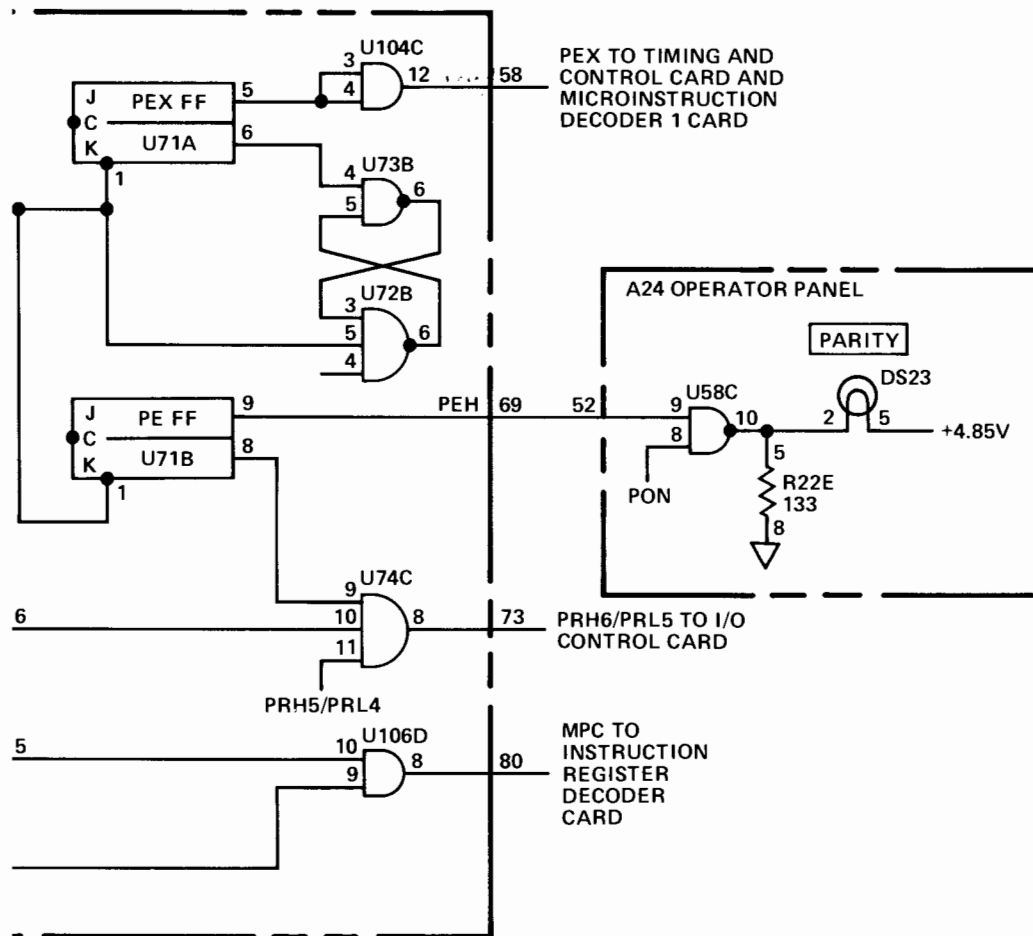 U104C
3
4
12
58
PEX TO TIMING AND
CONTROL CARD AND
MICROINSTRUCTION
DECODER 1 CARD
J
C
K
PEX FF
U71A
5
6
1
U73B
4
5
6
U72B
3
5
4
6
A24 OPERATOR PANEL
PARITY
DS23
2
5
+4.85V
J
C
K
PE FF
U71B
9
8
1
PEH
69
52
U58C
9
8
10
PON
5
R22E
133
8
U74C
6
9
10
11
8
73
PRH6/PRL5 TO I/O
CONTROL CARD
PRH5/PRL4
U106D
5
10
9
8
80
MPC TO
INSTRUCTION
REGISTER
DECODER
CARD